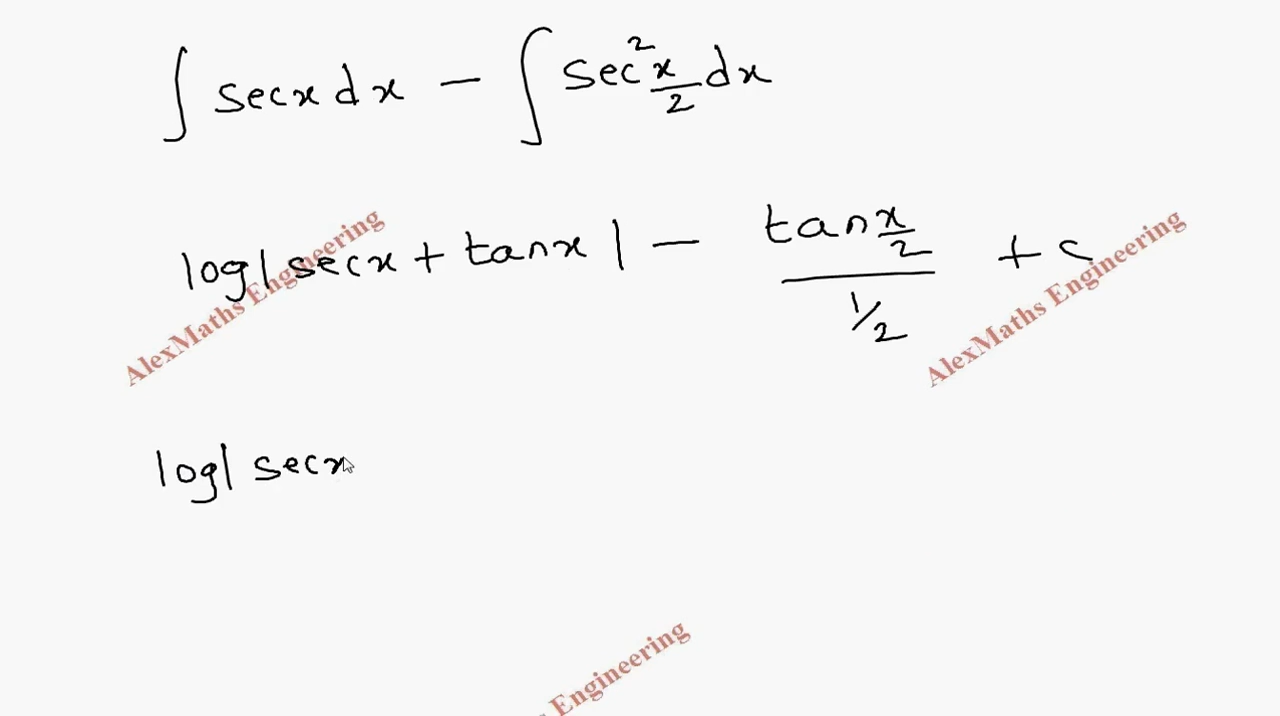 ∫ secx dx − ∫ sec² x/2 dx
log|secx + tanx| − tan x/2 / 1/2 + c
AlexMaths Engineering
AlexMaths Engineering
log| secx
Engineering